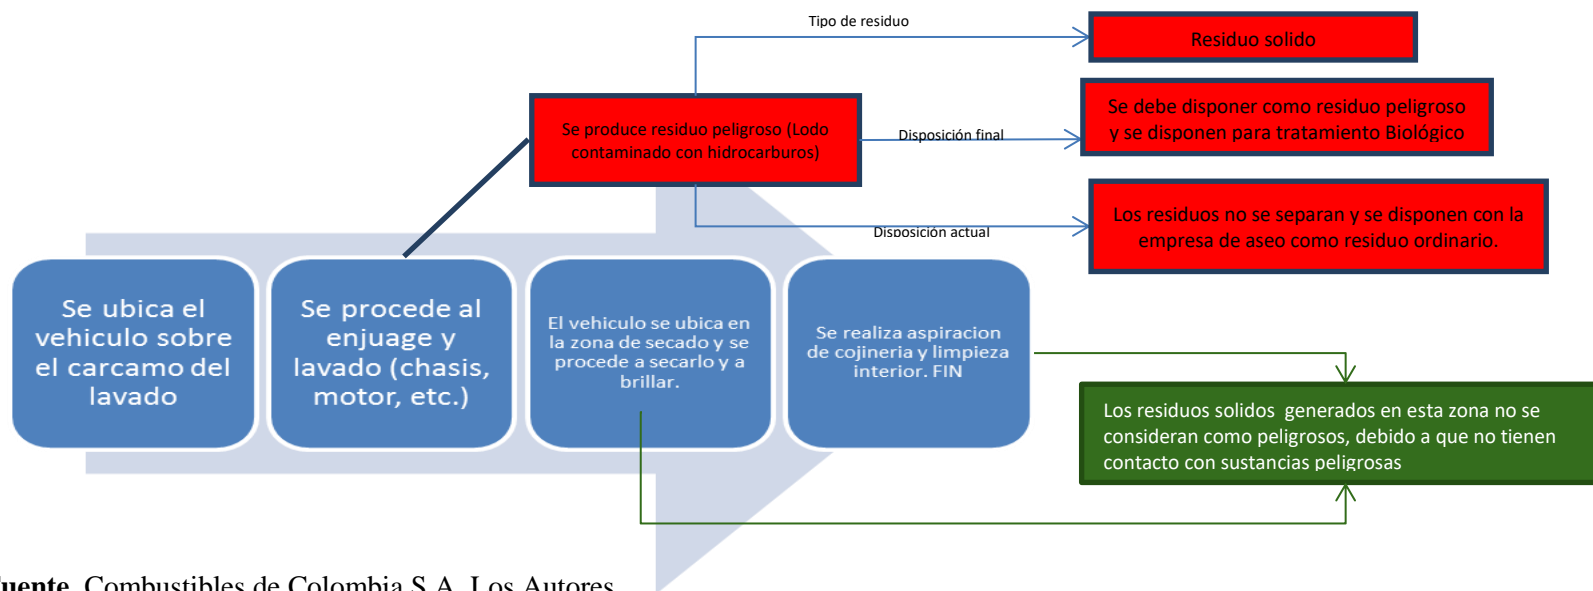 Tipo de residuo
Residuo solido
Se produce residuo peligroso (Lodo
contaminado con hidrocarburos)
Disposición final
Se debe disponer como residuo peligroso
y se disponen para tratamiento Biológico
Disposición actual
Los residuos no se separan y se disponen con la
empresa de aseo como residuo ordinario.
Se ubica el
vehiculo sobre
el carcamo del
lavado
Se procede al
enjuage y
lavado (chasis,
motor, etc.)
El vehiculo se ubica en
la zona de secado y se
procede a secarlo y a
brillar.
Se realiza aspiracion
de cojineria y limpieza
interior. FIN
Los residuos solidos generados en esta zona no se
consideran como peligrosos, debido a que no tienen
contacto con sustancias peligrosas
uente. Combustibles de Colombia S.A. Los Autores